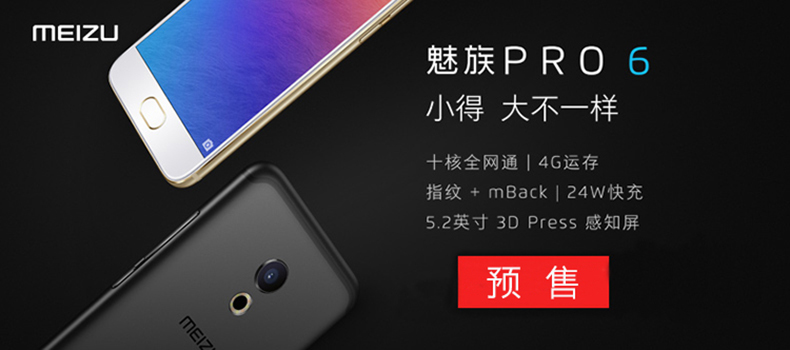 MEIZU
魅族PRO 6
小得 大不一样
十核全网通 | 4G运存
指纹 + mBack | 24W快充
5.2英寸 3D Press 感知屏
预 售
MEIZU